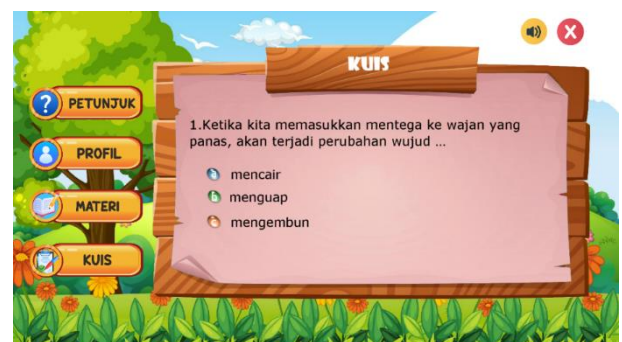 KUIS
PETUNJUK
PROFIL
MATERI
KUIS
1.Ketika kita memasukkan mentega ke wajan yang
panas, akan terjadi perubahan wujud ...
a mencair
b menguap
c mengembun